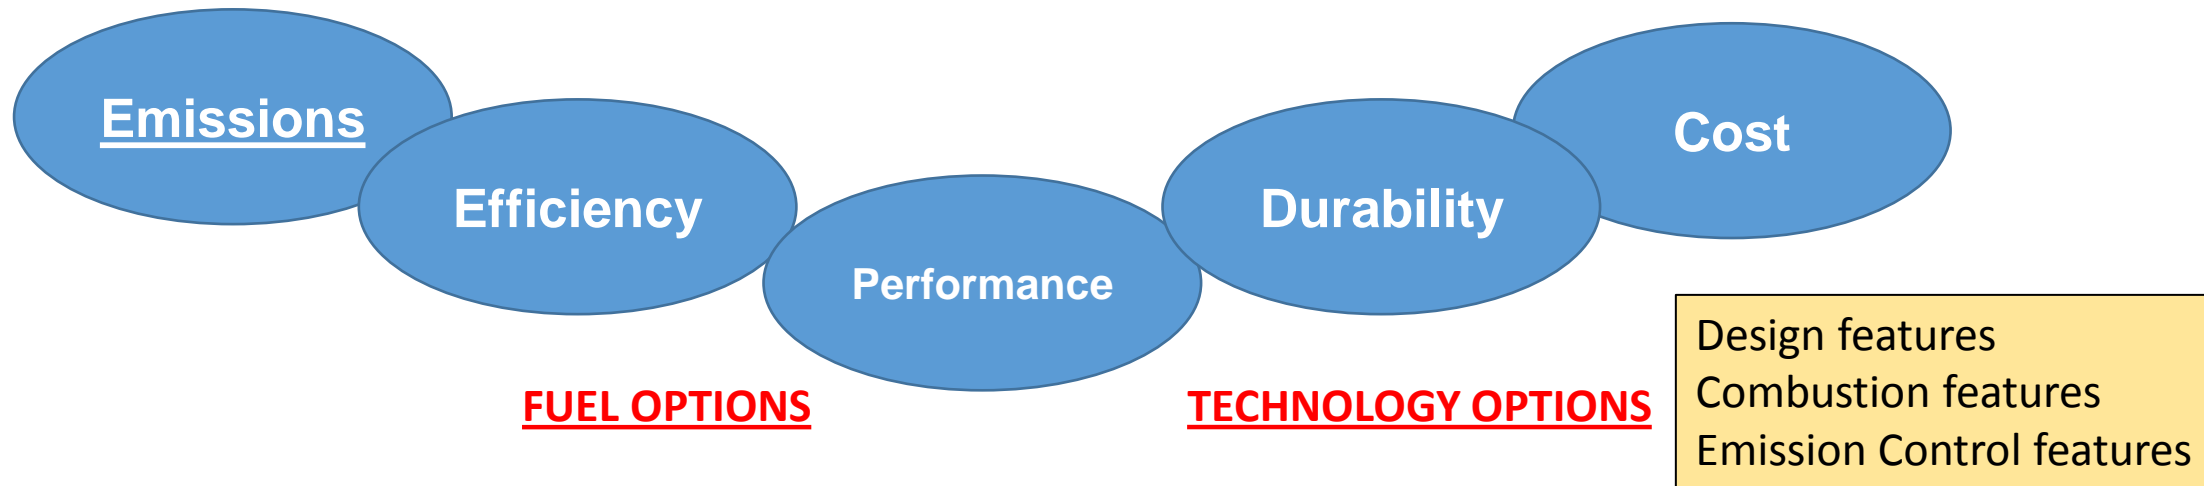 Emissions
Efficiency
Performance
Durability
Cost
FUEL OPTIONS
TECHNOLOGY OPTIONS
Design features
Combustion features
Emission Control features